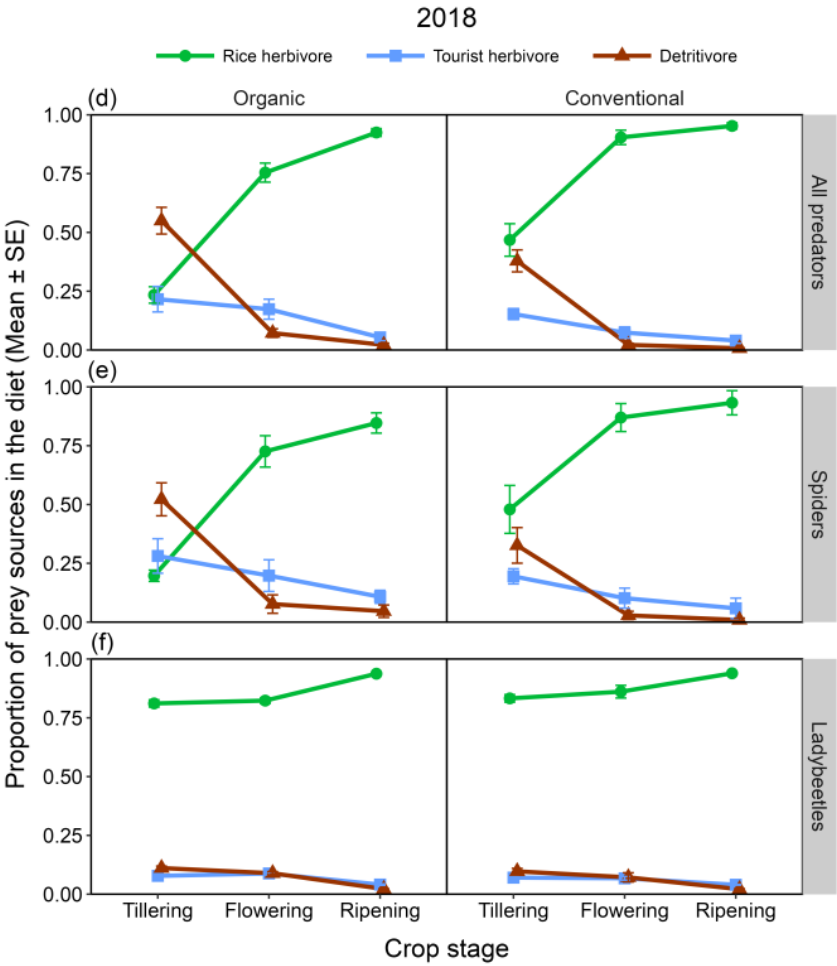 2018
Rice herbivore Tourist herbivore Detritivore
(d) Organic Conventional
1.00
0.75
0.50
0.25
0.00
All predators
(e)
1.00
0.75
0.50
0.25
0.00
Spiders
(f)
1.00
0.75
0.50
0.25
0.00
Ladybeetles
Proportion of prey sources in the diet (Mean ± SE)
Tillering Flowering Ripening Tillering Flowering Ripening
Crop stage